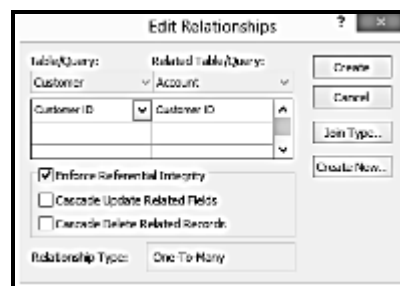 Edit Relationships ?
Table/Query: Related Table/Query:
Customer Account
Customer ID Customer ID
Create
Cancel
Join Type...
Create New...
Enforce Referential Integrity
Cascade Update Related Fields
Cascade Delete Related Records
Relationship Type: One-To-Many